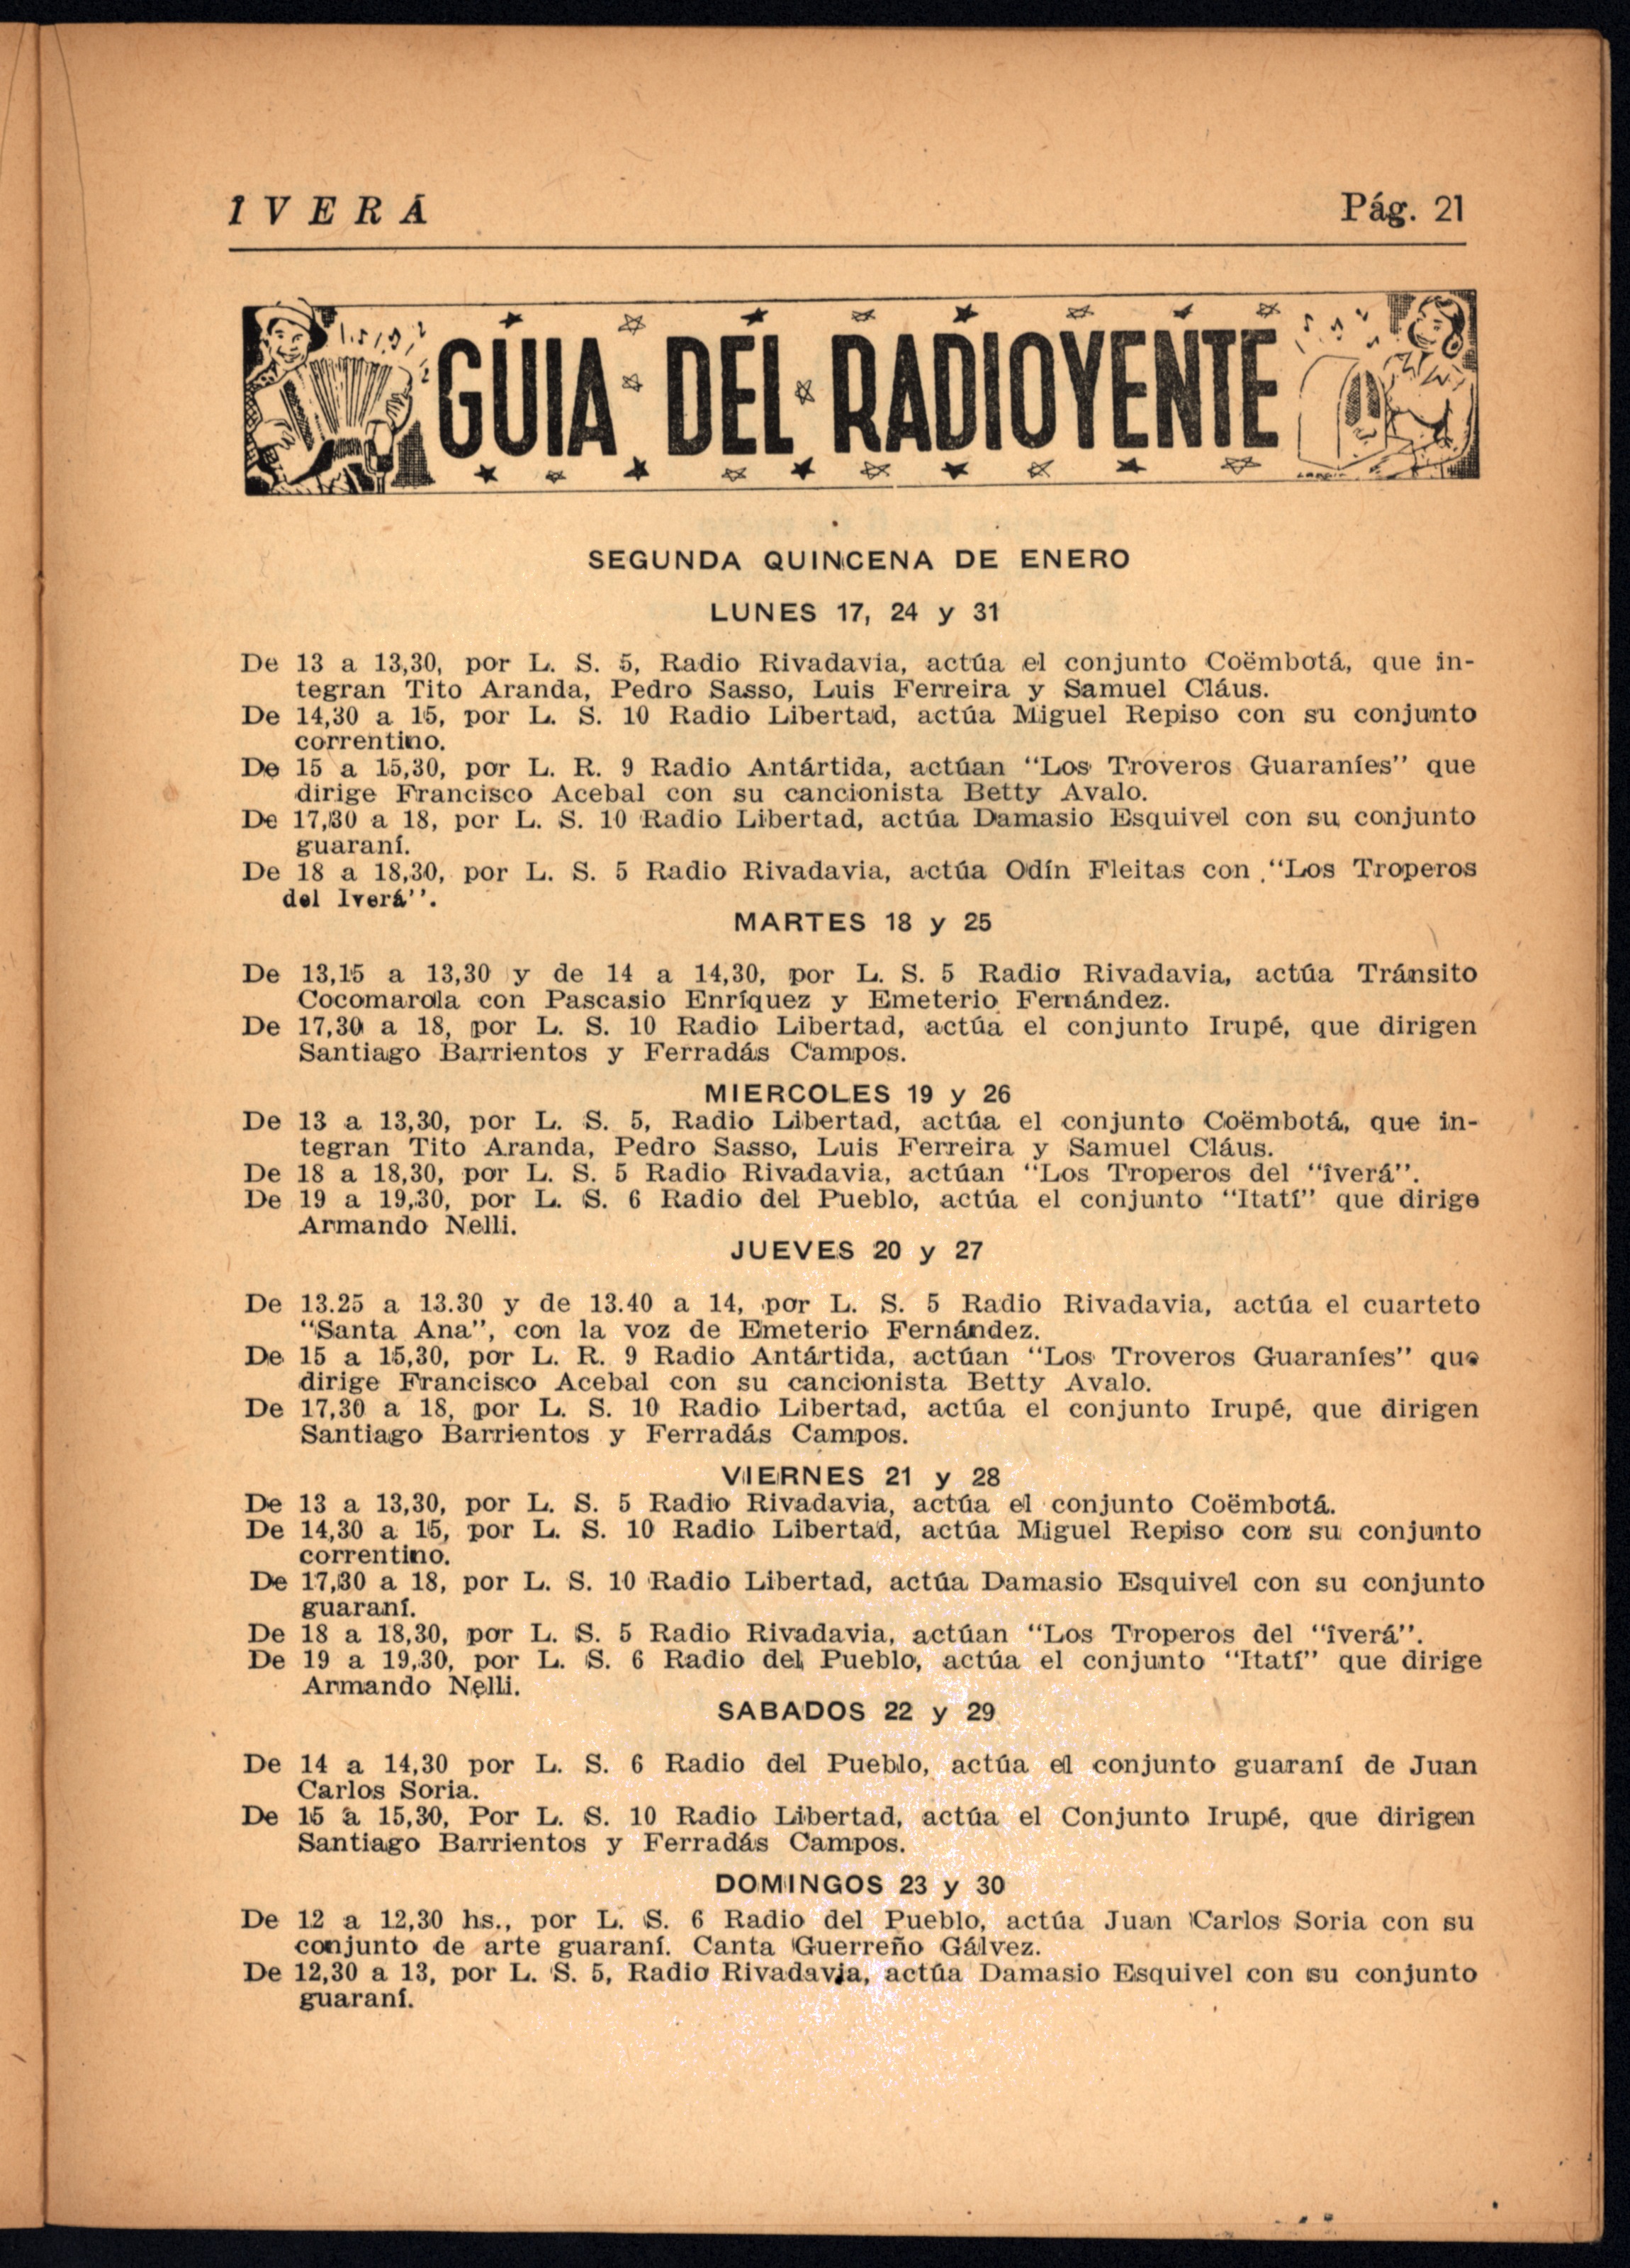 IVERÁ
Pág. 21
GUIA DEL RADIOYENTE
SEGUNDA QUINCENA DE ENERO
LUNES 17, 24 y 31
De 13 a 13,30, por L. S. 5, Radio Rivadavia, actúa el conjunto Coëmbotá, que in-
tegran Tito Aranda, Pedro Sasso, Luis Ferreira y Samuel Cláus.
De 14,30 a 15, por L. S. 10 Radio Libertad, actúa Miguel Repiso con su conjunto
correntino.
De 15 a 15,30, por L. R. 9 Radio Antártida, actúan "Los Troveros Guaraníes" que
dirige Francisco Acebal con su cancionista Betty Avalo.
De 17,30 a 18, por L. S. 10 Radio Libertad, actúa Damasio Esquivel con su conjunto
guaraní.
De 18 a 18,30, por L. S. 5 Radio Rivadavia, actúa Odín Fleitas con "Los Troperos
del Iverá".
MARTES 18 y 25
De 13,15 a 13,30 y de 14 a 14,30, por L. S. 5 Radio Rivadavia, actúa Tránsito
Cocomarola con Pascasio Enríquez y Emeterio Fernández.
De 17,30 a 18, por L. S. 10 Radio Libertad, actúa el conjunto Irupé, que dirigen
Santiago Barrientos y Ferradás Campos.
MIERCOLES 19 y 26
De 13 a 13,30, por L. S. 5, Radio Libertad, actúa el conjunto Coëmbotá, que in-
tegran Tito Aranda, Pedro Sasso, Luis Ferreira y Samuel Cláus.
De 18 a 18,30, por L. S. 5 Radio Rivadavia, actúan "Los Troperos del "îverá".
De 19 a 19,30, por L. S. 6 Radio del Pueblo, actúa el conjunto "Itatí" que dirige
Armando Nelli.
JUEVES 20 y 27
De 13.25 a 13.30 y de 13.40 a 14, por L. S. 5 Radio Rivadavia, actúa el cuarteto
"Santa Ana", con la voz de Emeterio Fernández.
De 15 a 15,30, por L. R. 9 Radio Antártida, actúan "Los Troveros Guaraníes" que
dirige Francisco Acebal con su cancionista Betty Avalo.
De 17,30 a 18, por L. S. 10 Radio Libertad, actúa el conjunto Irupé, que dirigen
Santiago Barrientos y Ferradás Campos.
VIERNES 21 y 28
De 13 a 13,30, por L. S. 5 Radio Rivadavia, actúa el conjunto Coëmbotá.
De 14,30 a 15, por L. S. 10 Radio Libertad, actúa Miguel Repiso con su conjunto
correntino.
De 17,30 a 18, por L. S. 10 Radio Libertad, actúa Damasio Esquivel con su conjunto
guaraní.
De 18 a 18,30, por L. S. 5 Radio Rivadavia, actúan "Los Troperos del "îverá".
De 19 a 19,30, por L. S. 6 Radio del Pueblo, actúa el conjunto "Itatí" que dirige
Armando Nelli.
SABADOS 22 y 29
De 14 a 14,30 por L. S. 6 Radio del Pueblo, actúa el conjunto guaraní de Juan
Carlos Soria.
De 15 a 15,30, Por L. S. 10 Radio Libertad, actúa el Conjunto Irupé, que dirigen
Santiago Barrientos y Ferradás Campos.
DOMINGOS 23 y 30
De 12 a 12,30 hs., por L. S. 6 Radio del Pueblo, actúa Juan Carlos Soria con su
conjunto de arte guaraní. Canta Guerreño Gálvez.
De 12,30 a 13, por L. S. 5, Radio Rivadavia, actúa Damasio Esquivel con su conjunto
guaraní.